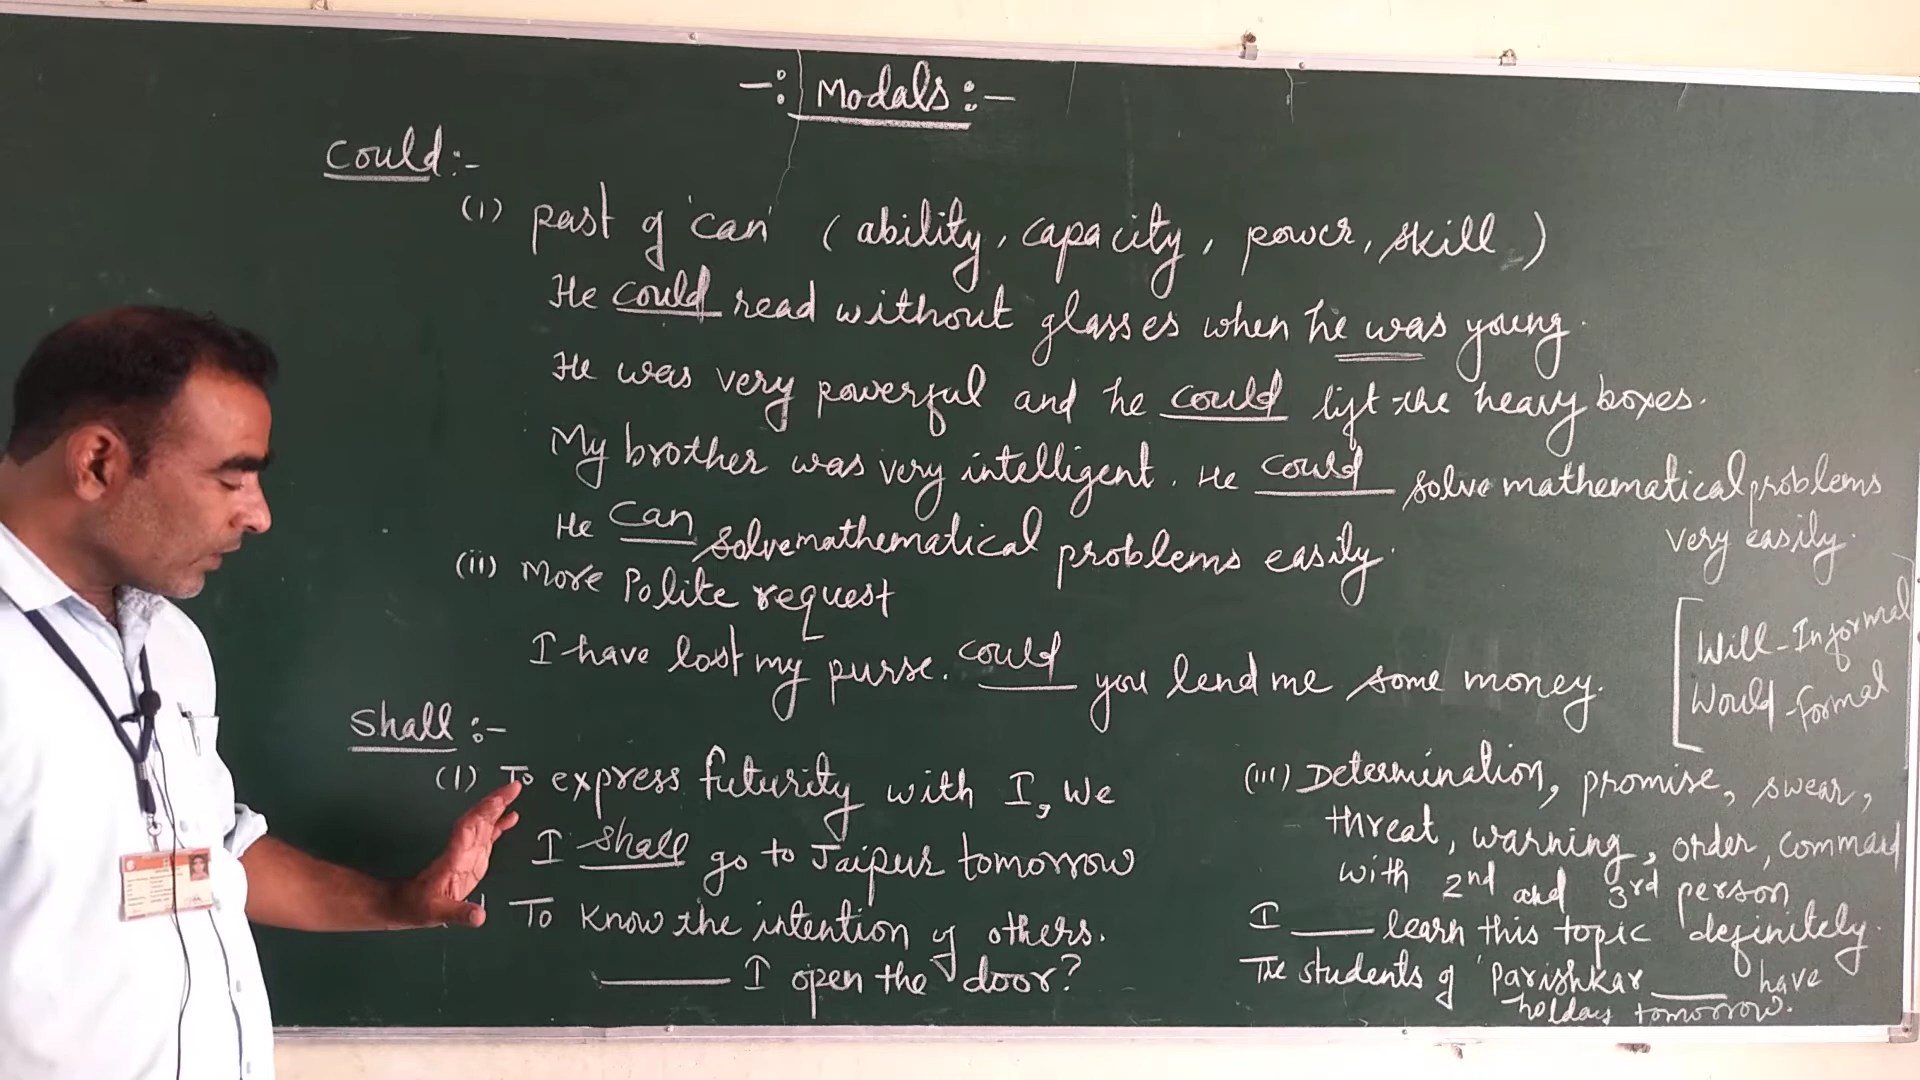 -: Modals :-
Could :-
(i) past of 'can' (ability, capacity, power, skill)
He could read without glasses when he was young.
He was very powerful and he could lift the heavy boxes.
My brother was very intelligent. He could solve mathematical problems
very easily.
He can solve mathematical problems easily.
(ii) More Polite request
I have lost my purse. could you lend me some money.
[Will - Informal
Would - Formal
Shall :-
(I) To express futurity with I, We
I shall go to Jaipur tomorrow
To Know the intention of others.
_____ I open the door?
(iii) Determination, promise, swear,
threat, warning, order, command
with 2nd and 3rd person
I _____ learn this topic definitely.
The students of 'Parishkar _____ have
holdays tomorrow.